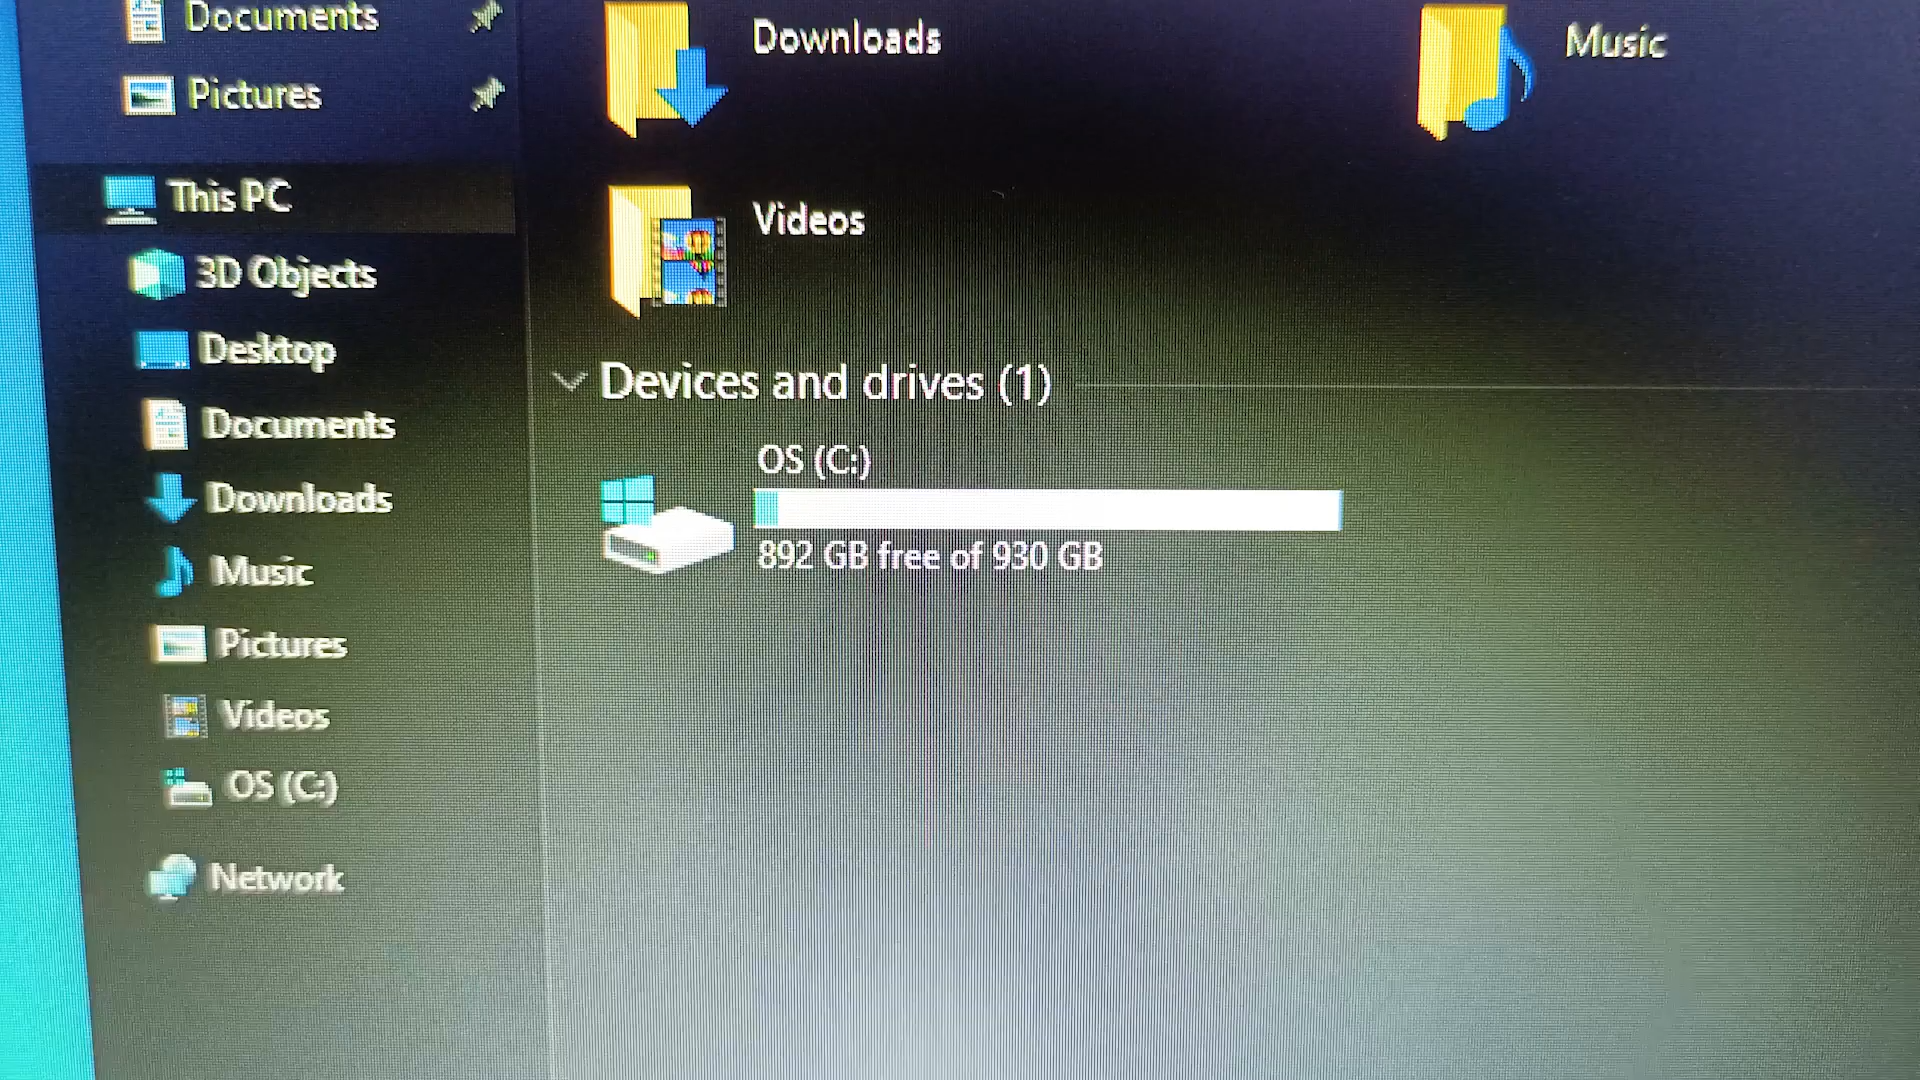 Documents
Pictures
This PC
3D Objects
Desktop
Documents
Downloads
Music
Pictures
Videos
OS (C:)
Network
Downloads
Music
Videos
Devices and drives (1)
OS (C:)
892 GB free of 930 GB